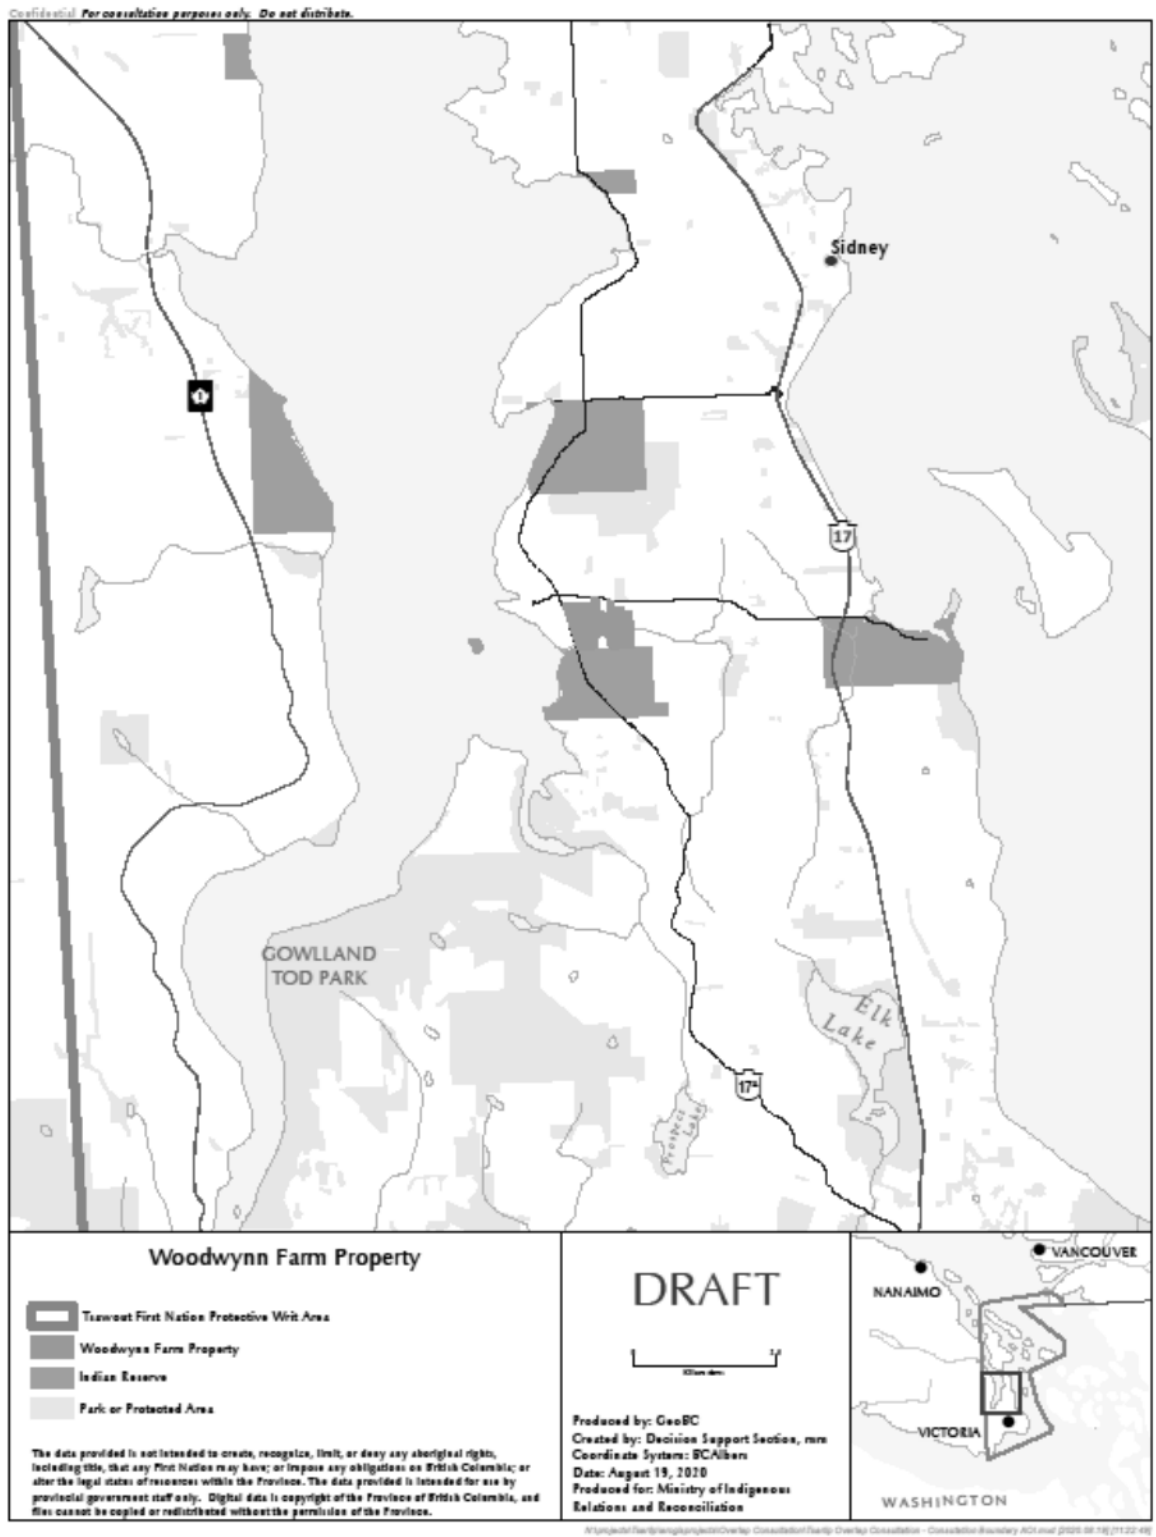 Confidential For consultation purposes only. Do not distribute.
Sidney
1
17
GOWLLAND
TOD PARK
Elk
Lake
17A
Prospect
Lake
Woodwynn Farm Property
Tsawout First Nation Protective Writ Area
Woodwynn Farm Property
Indian Reserve
Park or Protected Area
The data provided is not intended to create, recognize, limit, or deny any aboriginal rights,
including title, that any First Nation may have; or impose any obligations on British Columbia; or
alter the legal status of resources within the Province. The data provided is intended for use by
provincial government staff only. Digital data is copyright of the Province of British Columbia, and
files cannot be copied or redistributed without the permission of the Province.
DRAFT
Kilometers
Produced by: GeoBC
Created by: Decision Support Section, mm
Coordinate System: BCAlbers
Date: August 19, 2020
Produced for: Ministry of Indigenous
Relations and Reconciliation
VANCOUVER
NANAIMO
VICTORIA
WASHINGTON